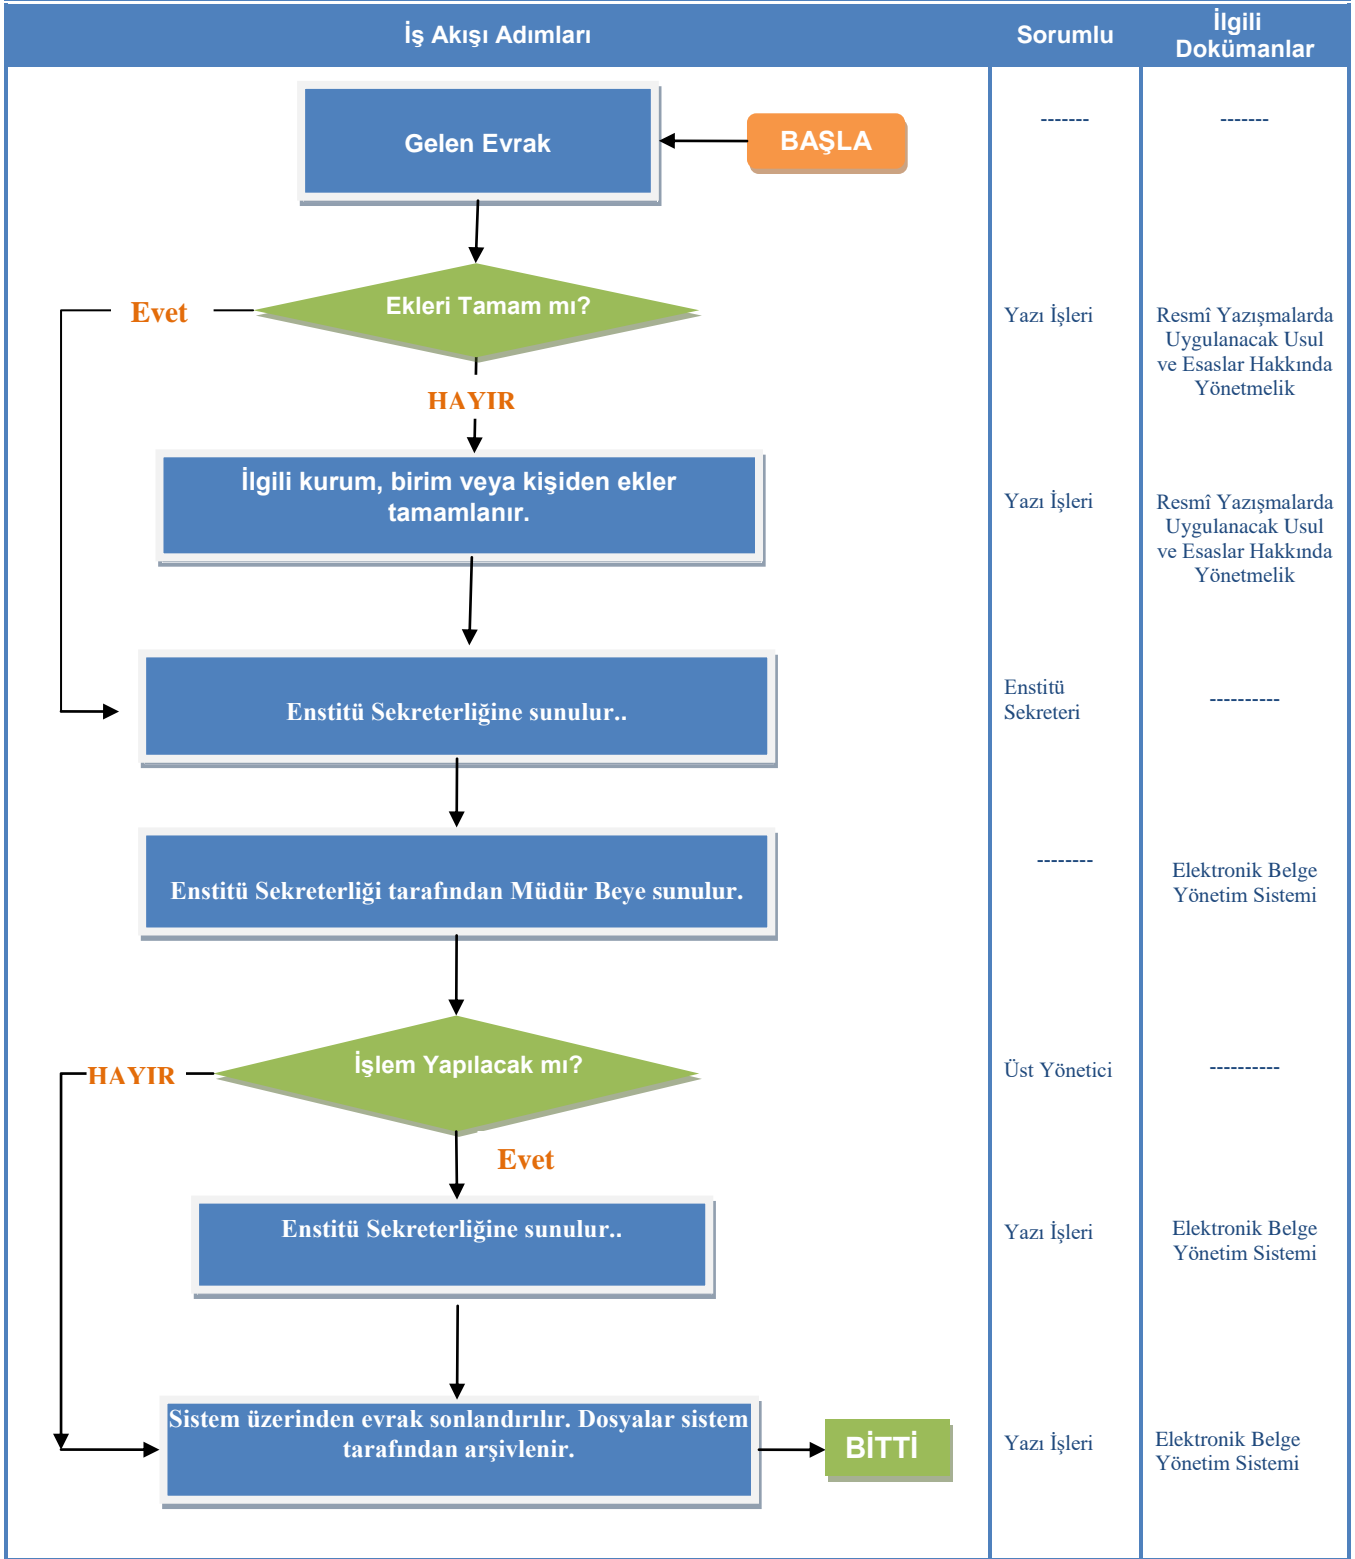 İş Akışı Adımları
Sorumlu
İlgili
Dokümanlar
Gelen Evrak
BAŞLA
-------
-------
Ekleri Tamam mı?
Evet
HAYIR
Yazı İşleri
Resmî Yazışmalarda
Uygulanacak Usul
ve Esaslar Hakkında
Yönetmelik
İlgili kurum, birim veya kişiden ekler
tamamlanır.
Yazı İşleri
Resmî Yazışmalarda
Uygulanacak Usul
ve Esaslar Hakkında
Yönetmelik
Enstitü Sekreterliğine sunulur..
Enstitü
Sekreteri
----------
Enstitü Sekreterliği tarafından Müdür Beye sunulur.
--------
Elektronik Belge
Yönetim Sistemi
İşlem Yapılacak mı?
HAYIR
Evet
Üst Yönetici
----------
Enstitü Sekreterliğine sunulur..
Yazı İşleri
Elektronik Belge
Yönetim Sistemi
Sistem üzerinden evrak sonlandırılır. Dosyalar sistem
tarafından arşivlenir.
BİTTİ
Yazı İşleri
Elektronik Belge
Yönetim Sistemi